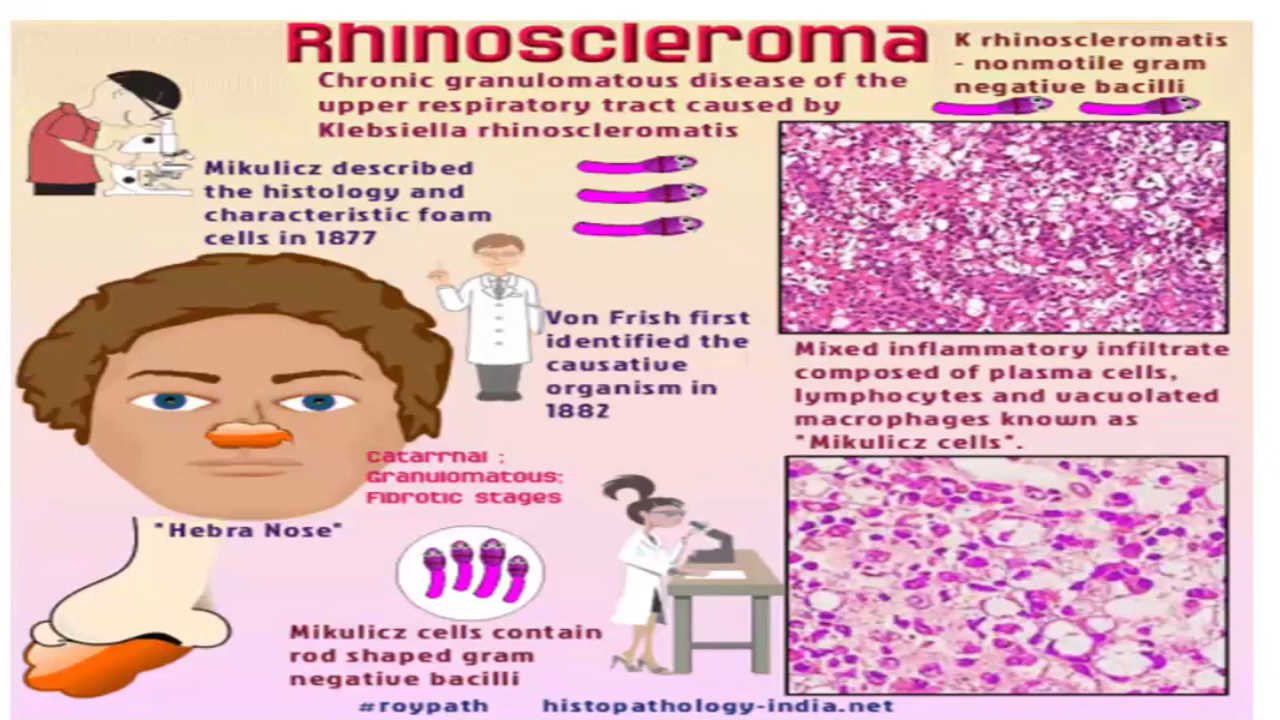 Rhinoscleroma
Chronic granulomatous disease of the
upper respiratory tract caused by
Klebsiella rhinoscleromatis
K rhinoscleromatis
- nonmotile gram
negative bacilli
Mikulicz described
the histology and
characteristic foam
cells in 1877
Von Frish first
identified the
causative
organism in
1882
Mixed inflammatory infiltrate
composed of plasma cells,
lymphocytes and vacuolated
macrophages known as
"Mikulicz cells".
Catarrnal :
Granulomatous:
Fibrotic stages
"Hebra Nose"
Mikulicz cells contain
rod shaped gram
negative bacilli
#roypath histopathology-india.net